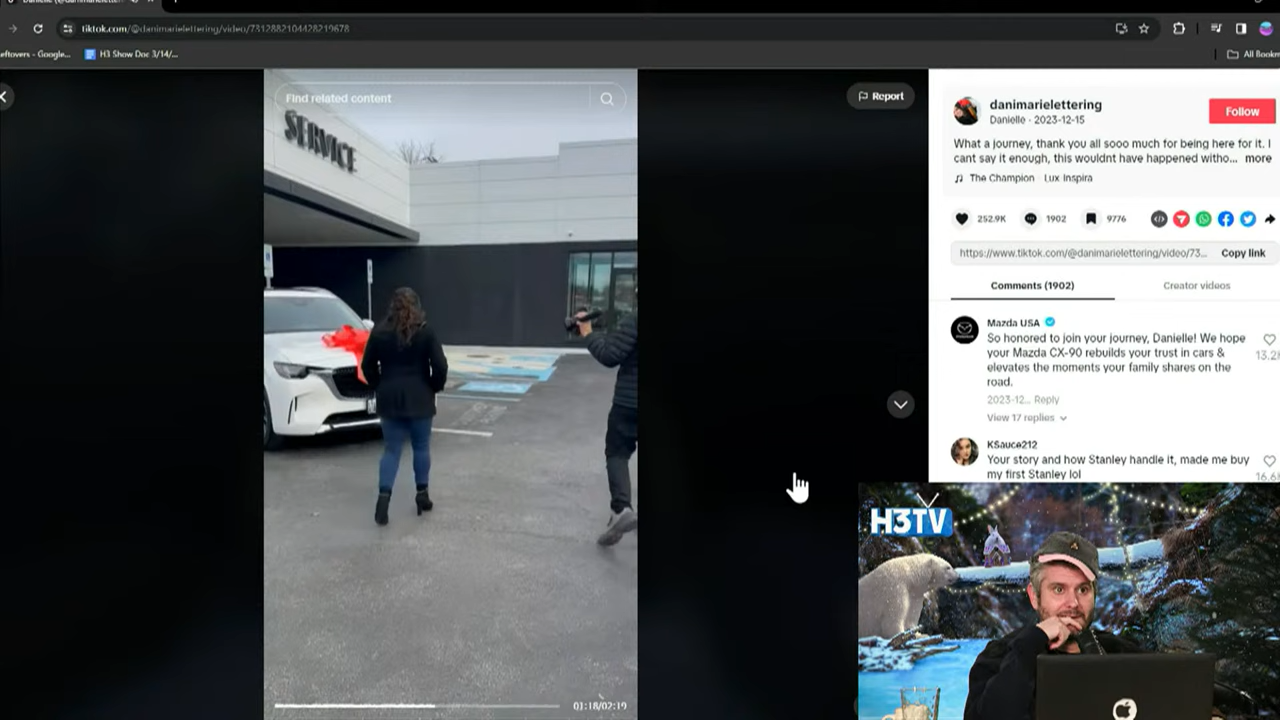 Danielle (@danimarielettering)
tiktok.com/@danimarielettering/video/7312882104428219678
eftovers - Google...
H3 Show Doc 3/14/...
All Bookm
Find related content
SERVICE
Report
danimarielettering
Danielle · 2023-12-15
Follow
What a journey, thank you all sooo much for being here for it. I
cant say it enough, this wouldnt have happened witho... more
The Champion Lux Inspira
252.9K
1902
9776
https://www.tiktok.com/@danimarielettering/video/73...
Copy link
Comments (1902)
Creator videos
Mazda USA
So honored to join your journey, Danielle! We hope
your Mazda CX-90 rebuilds your trust in cars &
elevates the moments your family shares on the
road.
13.2
2023-12... Reply
View 17 replies
KSauce212
Your story and how Stanley handle it, made me buy
my first Stanley lol
16.6
H3TV
01:18/02:19